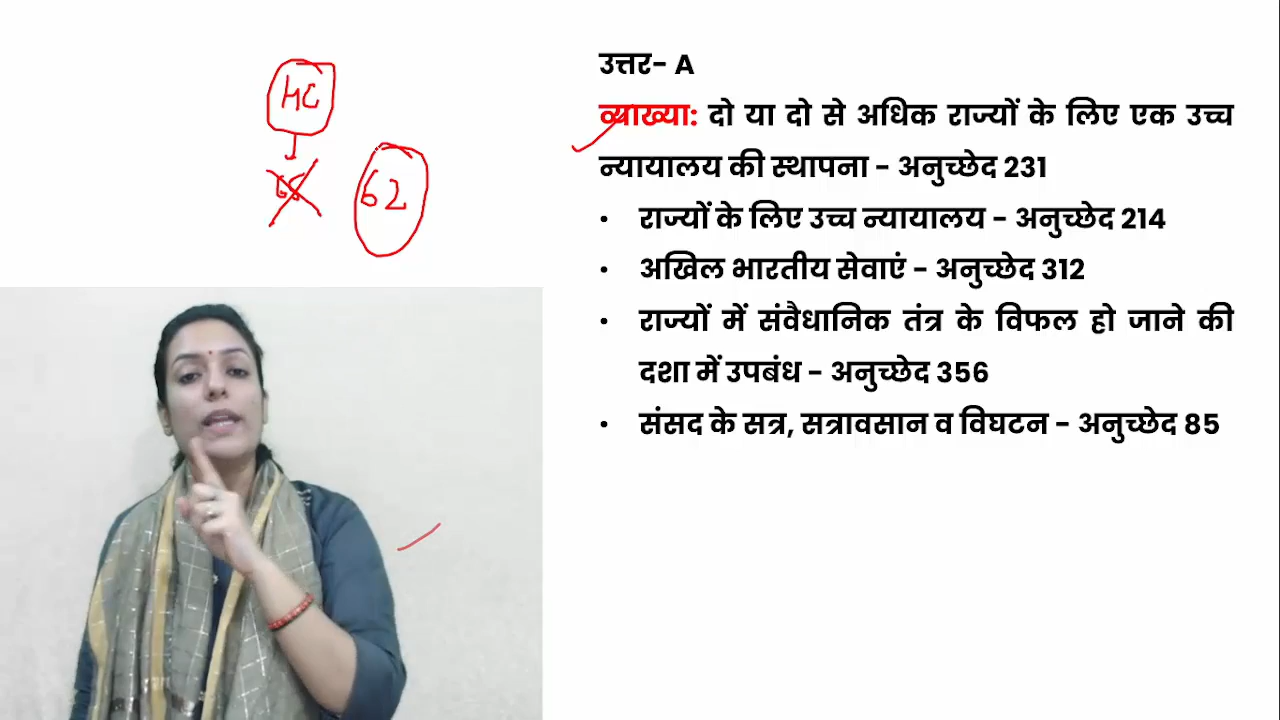 HC
62
उत्तर- A
व्याख्या: दो या दो से अधिक राज्यों के लिए एक उच्च
न्यायालय की स्थापना - अनुच्छेद 231
• राज्यों के लिए उच्च न्यायालय - अनुच्छेद 214
• अखिल भारतीय सेवाएं - अनुच्छेद 312
• राज्यों में संवैधानिक तंत्र के विफल हो जाने की
दशा में उपबंध - अनुच्छेद 356
• संसद के सत्र, सत्रावसान व विघटन - अनुच्छेद 85